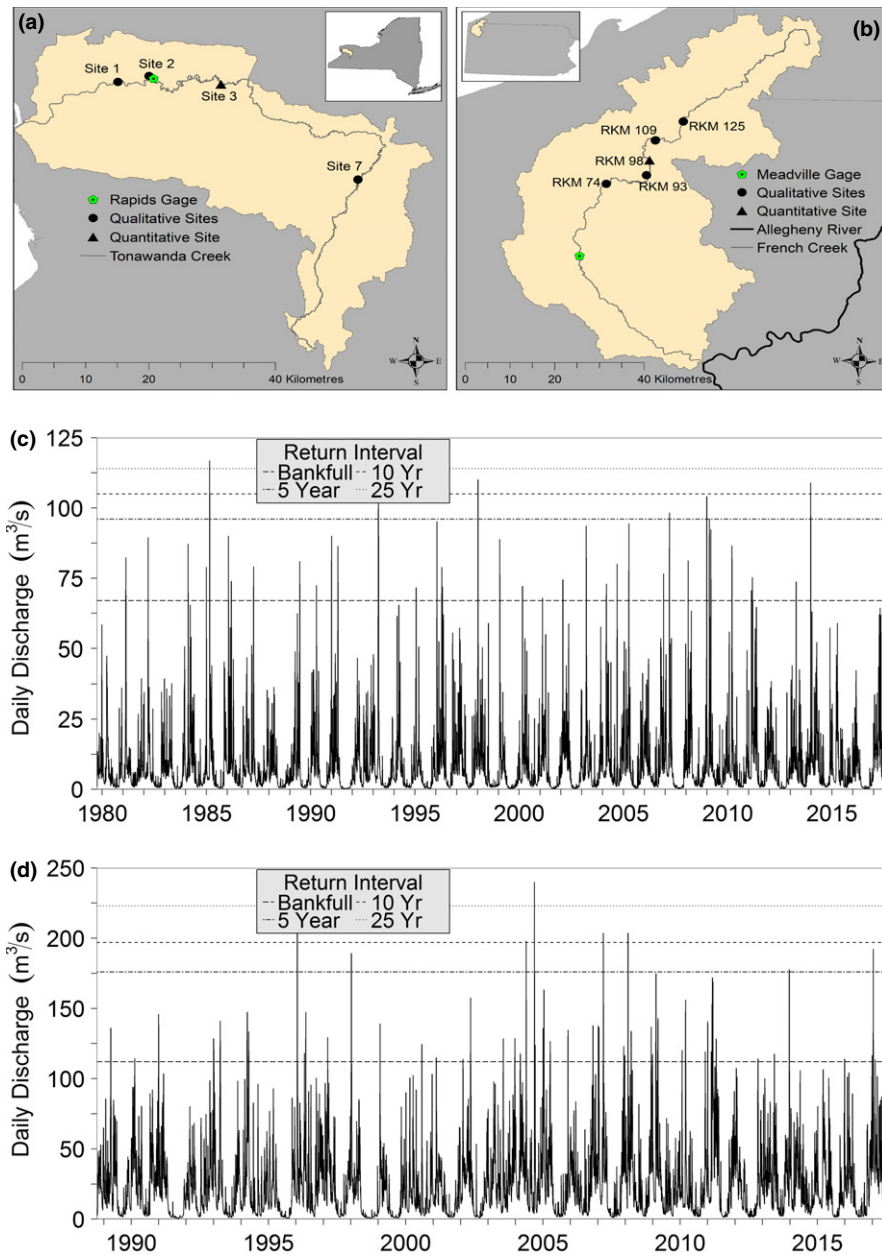 (a)
Site 1
Site 2
Site 3
Site 7
Rapids Gage
Qualitative Sites
Quantitative Site
Tonawanda Creek
0 10 20 40 Kilometres
N
W E
S
(b)
RKM 109
RKM 125
RKM 98
RKM 74
RKM 93
Meadville Gage
Qualitative Sites
Quantitative Site
Allegheny River
French Creek
0 10 20 40 Kilometres
N
W E
S
(c)
Daily Discharge (m³/s)
125
100
75
50
25
0
Return Interval
Bankfull 10 Yr
5 Year 25 Yr
1980 1985 1990 1995 2000 2005 2010 2015
(d)
Daily Discharge (m³/s)
250
200
150
100
50
0
Return Interval
Bankfull 10 Yr
5 Year 25 Yr
1990 1995 2000 2005 2010 2015